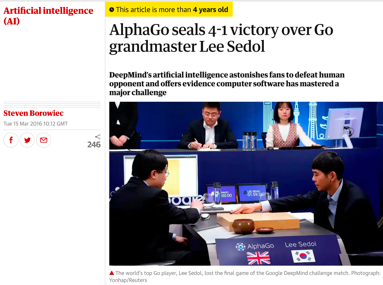 Artificial intelligence
(AI)
This article is more than 4 years old
AlphaGo seals 4-1 victory over Go
grandmaster Lee Sedol
DeepMind's artificial intelligence astonishes fans to defeat human
opponent and offers evidence computer software has mastered a
major challenge
Steven Borowiec
Tue 15 Mar 2016 10.12 GMT
246
AlphaGo
Lee Sedol
The world's top Go player, Lee Sedol, lost the final game of the Google DeepMind challenge match. Photograph:
Yonhap/Reuters